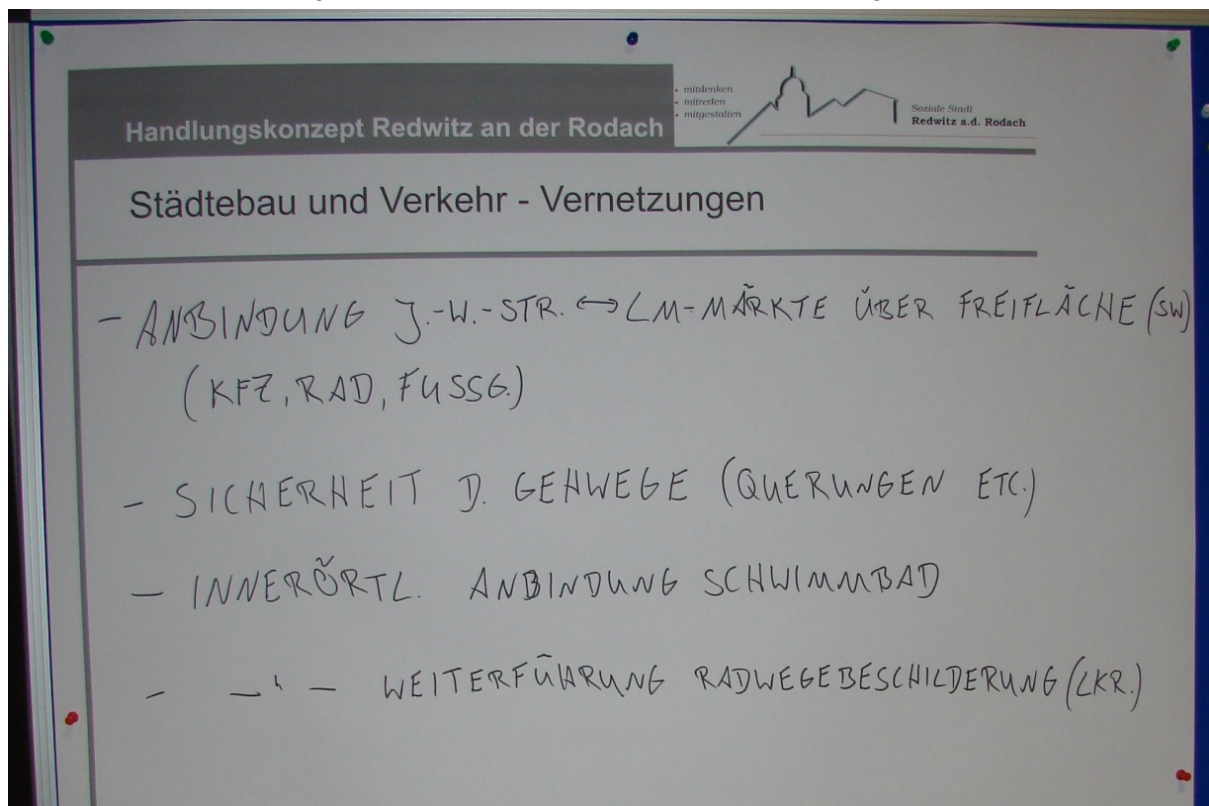 - mitdenken
- mitreden
- mitgestalten
Soziale Stadt
Redwitz a.d. Rodach
Handlungskonzept Redwitz an der Rodach
Städtebau und Verkehr - Vernetzungen
- ANBINDUNG J.-W.-STR. ↔ LM-MÄRKTE ÜBER FREIFLÄCHE (SW)
(KFZ, RAD, FUSSG.)
- SICHERHEIT D. GEHWEGE (QUERUNGEN ETC.)
- INNERÖRTL. ANBINDUNG SCHWIMMBAD
- —"— WEITERFÜHRUNG RADWEGEBESCHILDERUNG (LKR.)